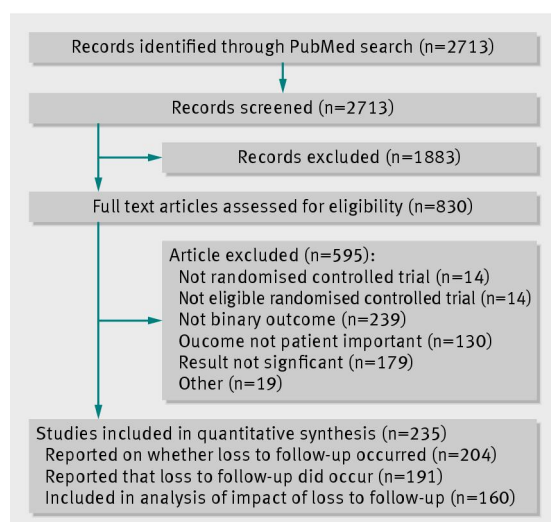 Records identified through PubMed search (n=2713)
Records screened (n=2713)
Records excluded (n=1883)
Full text articles assessed for eligibility (n=830)
Article excluded (n=595):
Not randomised controlled trial (n=14)
Not eligible randomised controlled trial (n=14)
Not binary outcome (n=239)
Oucome not patient important (n=130)
Result not signficant (n=179)
Other (n=19)
Studies included in quantitative synthesis (n=235)
Reported on whether loss to follow-up occurred (n=204)
Reported that loss to follow-up did occur (n=191)
Included in analysis of impact of loss to follow-up (n=160)